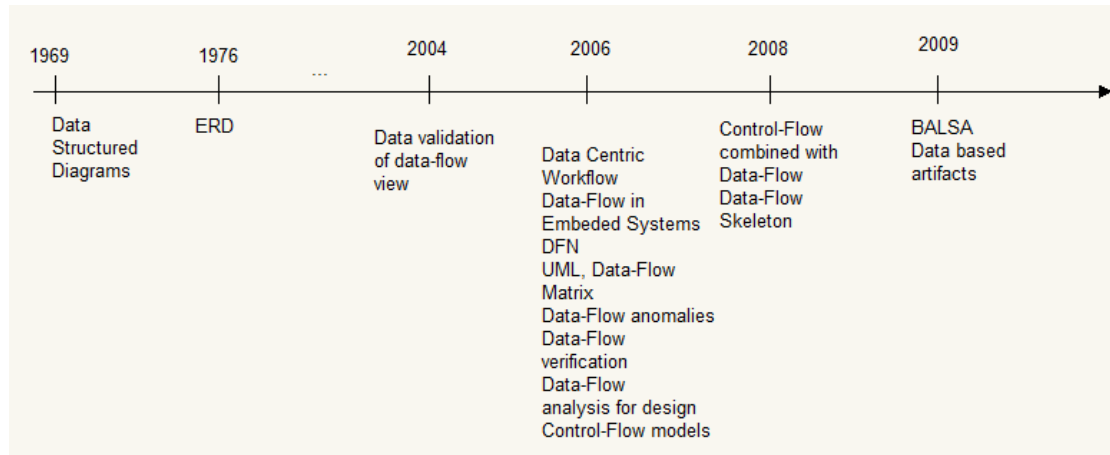 1969
1976
...
2004
2006
2008
2009
Data
Structured
Diagrams
ERD
Data validation
of data-flow
view
Data Centric
Workflow
Data-Flow in
Embeded Systems
DFN
UML, Data-Flow
Matrix
Data-Flow anomalies
Data-Flow
verification
Data-Flow
analysis for design
Control-Flow models
Control-Flow
combined with
Data-Flow
Data-Flow
Skeleton
BALSA
Data based
artifacts